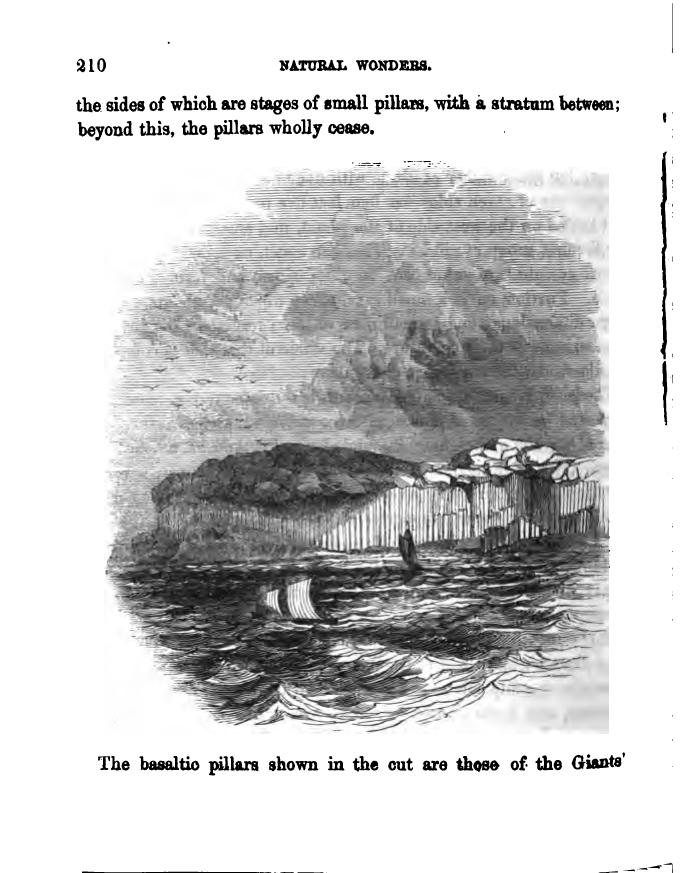 210 NATURAL WONDERS.
the sides of which are stages of small pillars, with a stratum between;
beyond this, the pillars wholly cease.
The basaltic pillars shown in the cut are those of the Giants'